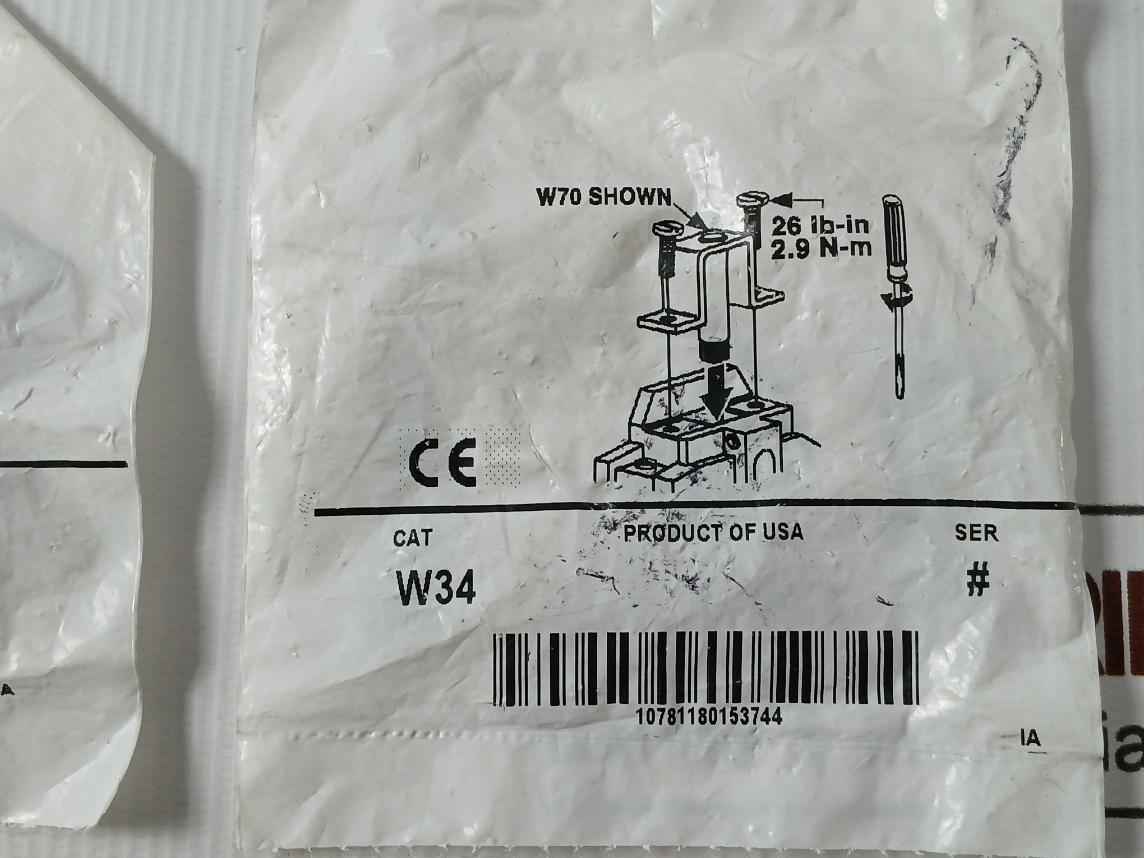 W70 SHOWN
26 lb-in
2.9 N-m
CE
CAT
PRODUCT OF USA
SER
W34
#
10781180153744
IA
A